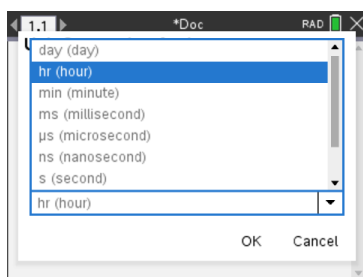 1.1 *Doc RAD
day (day)
hr (hour)
min (minute)
ms (millisecond)
µs (microsecond)
ns (nanosecond)
s (second)
hr (hour)
OK Cancel